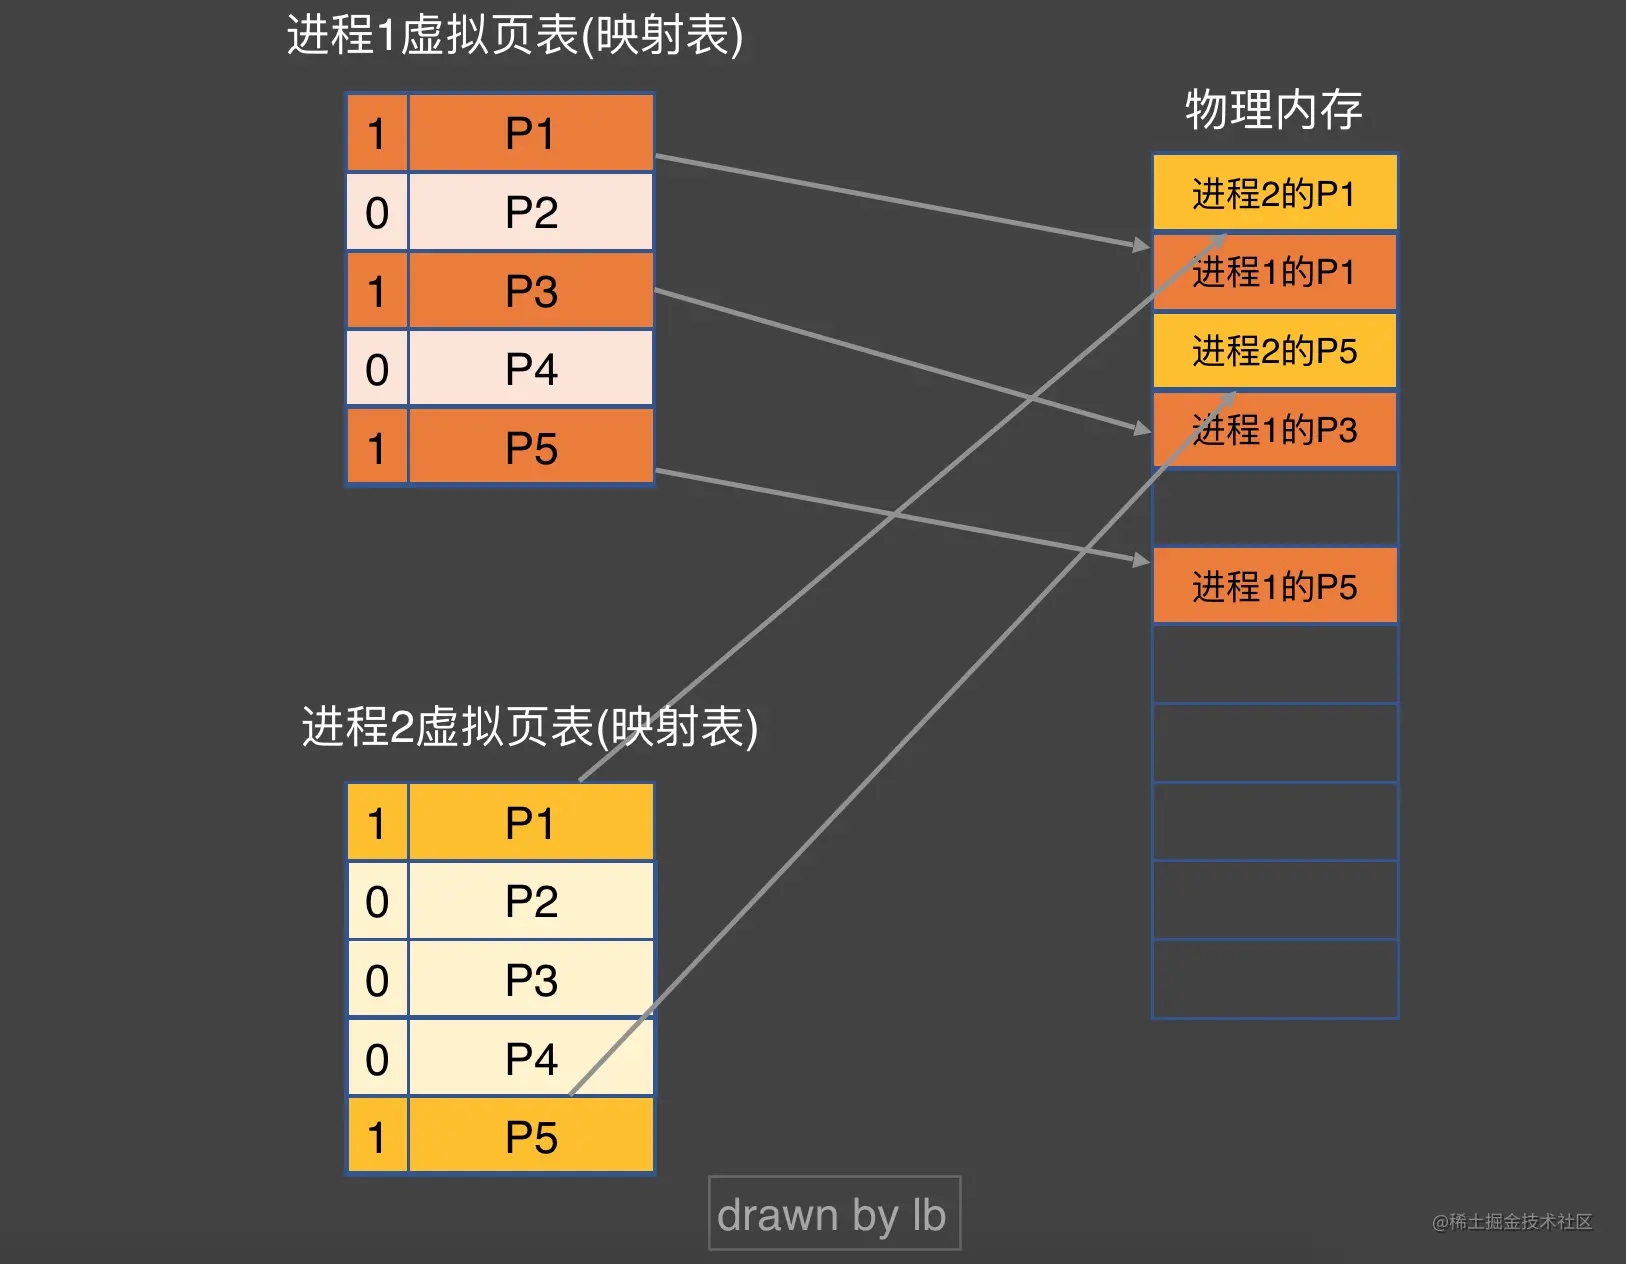 进程1虚拟页表(映射表)
1 P1
0 P2
1 P3
0 P4
1 P5
物理内存
进程2的P1
进程1的P1
进程2的P5
进程1的P3
进程1的P5
进程2虚拟页表(映射表)
1 P1
0 P2
0 P3
0 P4
1 P5
drawn by lb
@稀土掘金技术社区